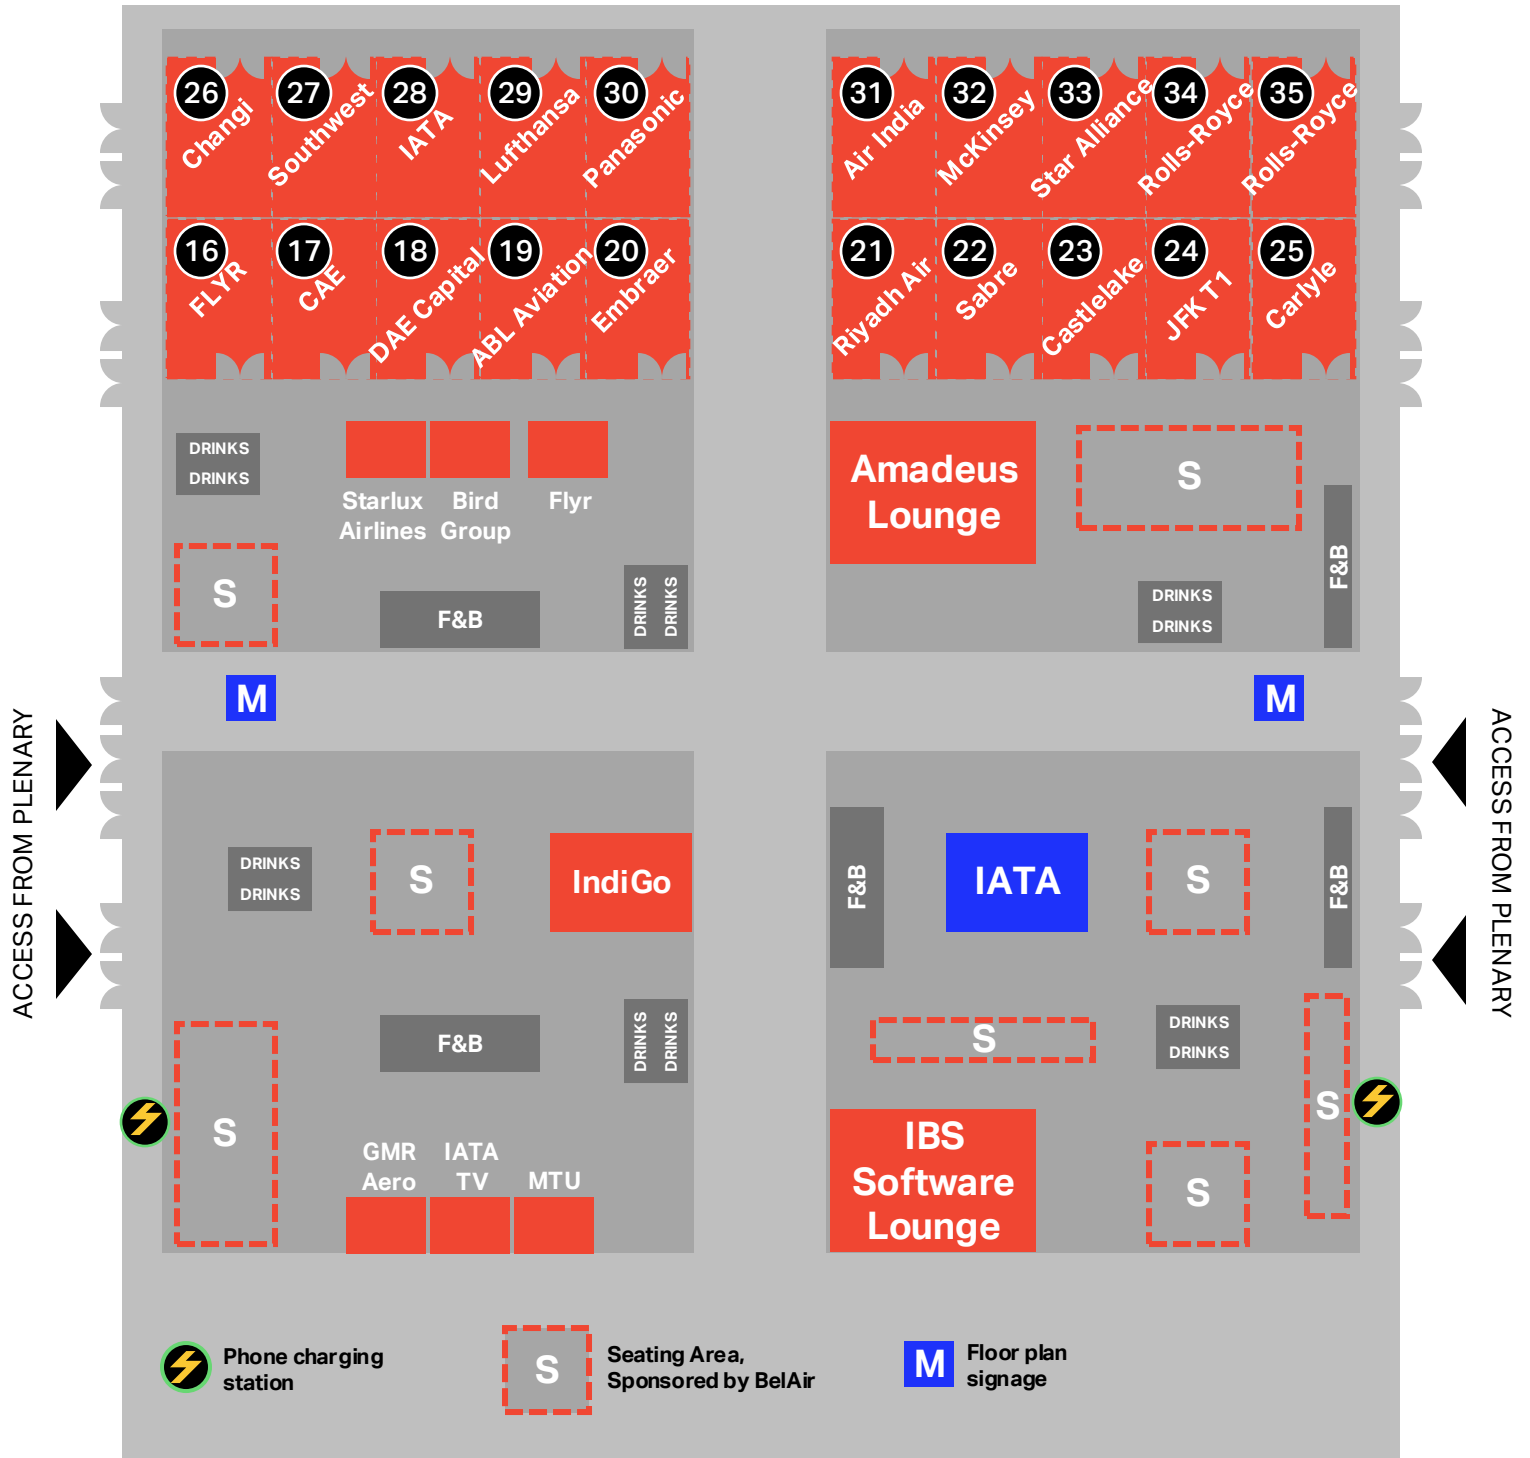 26
Changi
27
Southwest
28
IATA
29
Lufthansa
30
Panasonic
31
Air India
32
McKinsey
33
Star Alliance
34
Rolls-Royce
35
Rolls-Royce
16
FLYR
17
CAE
18
DAE Capital
19
ABL Aviation
20
Embraer
21
Riyadh Air
22
Sabre
23
Castlelake
24
JFK T1
25
Carlyle
DRINKS
DRINKS
Starlux
Airlines
Bird
Group
Flyr
S
F&B
DRINKS
DRINKS
Amadeus
Lounge
S
F&B
DRINKS
DRINKS
M
M
ACCESS FROM PLENARY
ACCESS FROM PLENARY
DRINKS
DRINKS
S
IndiGo
F&B
IATA
S
F&B
S
F&B
DRINKS
DRINKS
S
DRINKS
DRINKS
S
GMR
Aero
IATA
TV
MTU
IBS
Software
Lounge
S
Phone charging
station
S
Seating Area,
Sponsored by BelAir
M
Floor plan
signage